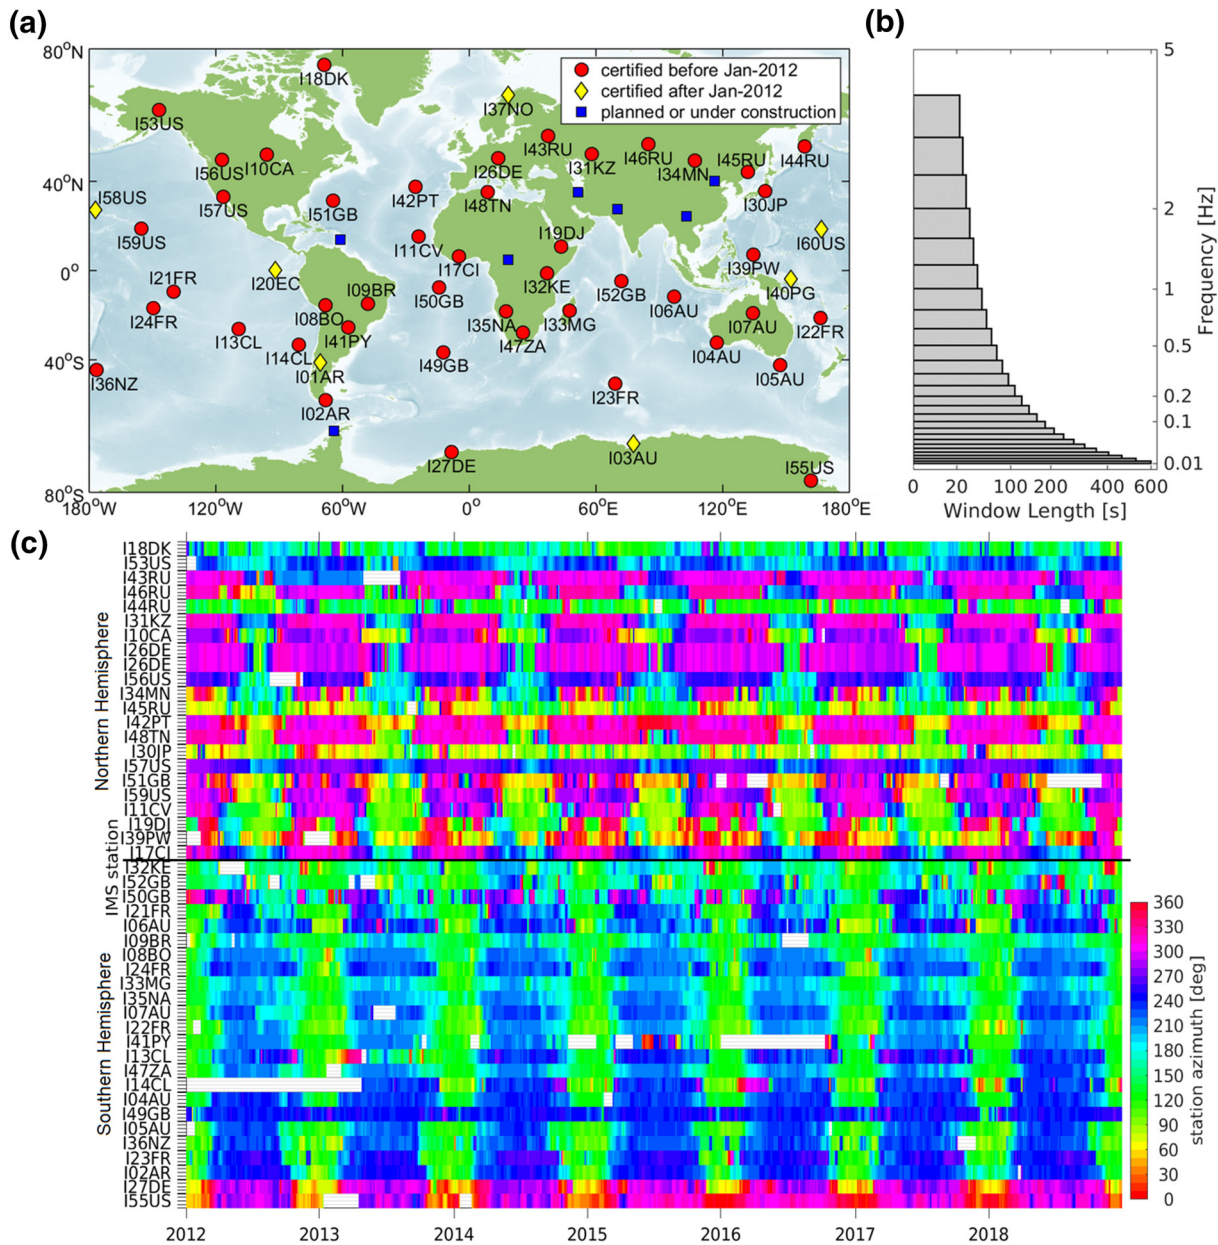 (a)
(b)
80°N
40°N
0°
40°S
80°S
180°W
120°W
60°W
0°
60°E
120°E
180°E
certified before Jan-2012
certified after Jan-2012
planned or under construction
I18DK
I37NO
I53US
I43RU
I46RU
I45RU
I44RU
I56US
I10CA
I26DE
I31KZ
I34MN
I58US
I57US
I51GB
I42PT
I48TN
I30JP
I59US
I11CV
I19DJ
I60US
I21FR
I20EC
I09BR
I17CI
I50GB
I32KE
I52GB
I39PW
I40PG
I24FR
I08BO
I06AU
I13CL
I41PY
I35NA
I33MG
I07AU
I22FR
I14CL
I47ZA
I04AU
I36NZ
I01AR
I49GB
I05AU
I02AR
I23FR
I27DE
I03AU
I55US
5
2
1
0.5
0.2
0.1
0.01
Frequency [Hz]
0
20
100
200
400
600
Window Length [s]
(c)
Northern Hemisphere
IMS station
Southern Hemisphere
I18DK
I53US
I43RU
I46RU
I44RU
I31KZ
I10CA
I26DE
I26DE
I56US
I34MN
I45RU
I42PT
I48TN
I30JP
I57US
I51GB
I59US
I11CV
I19DJ
I39PW
I17CI
I32KE
I52GB
I50GB
I21FR
I06AU
I09BR
I08BO
I24FR
I33MG
I35NA
I07AU
I22FR
I41PY
I13CL
I47ZA
I14CL
I04AU
I49GB
I05AU
I36NZ
I23FR
I02AR
I27DE
I55US
2012
2013
2014
2015
2016
2017
2018
360
330
300
270
240
210
180
150
120
90
60
30
0
station azimuth [deg]